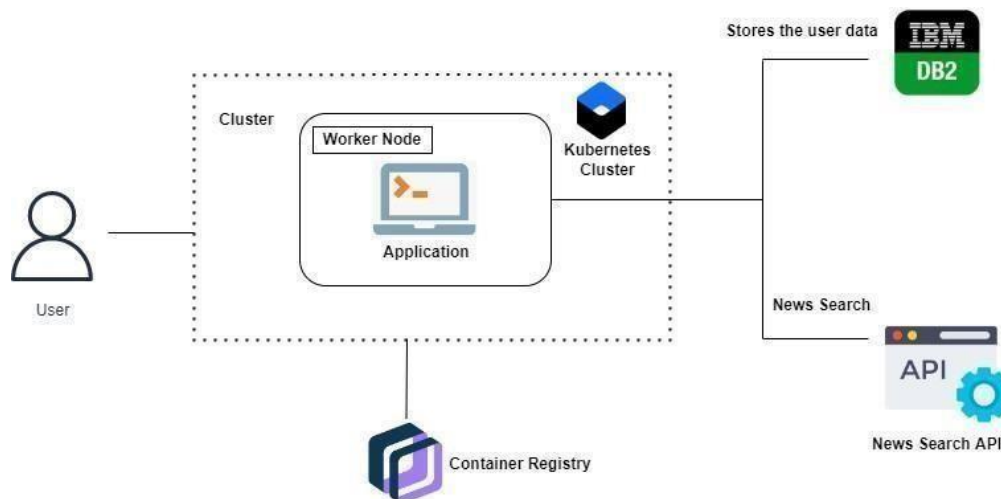 Stores the user data
IBM
DB2
Cluster
Worker Node
Kubernetes
Cluster
Application
User
News Search
API
News Search API
Container Registry